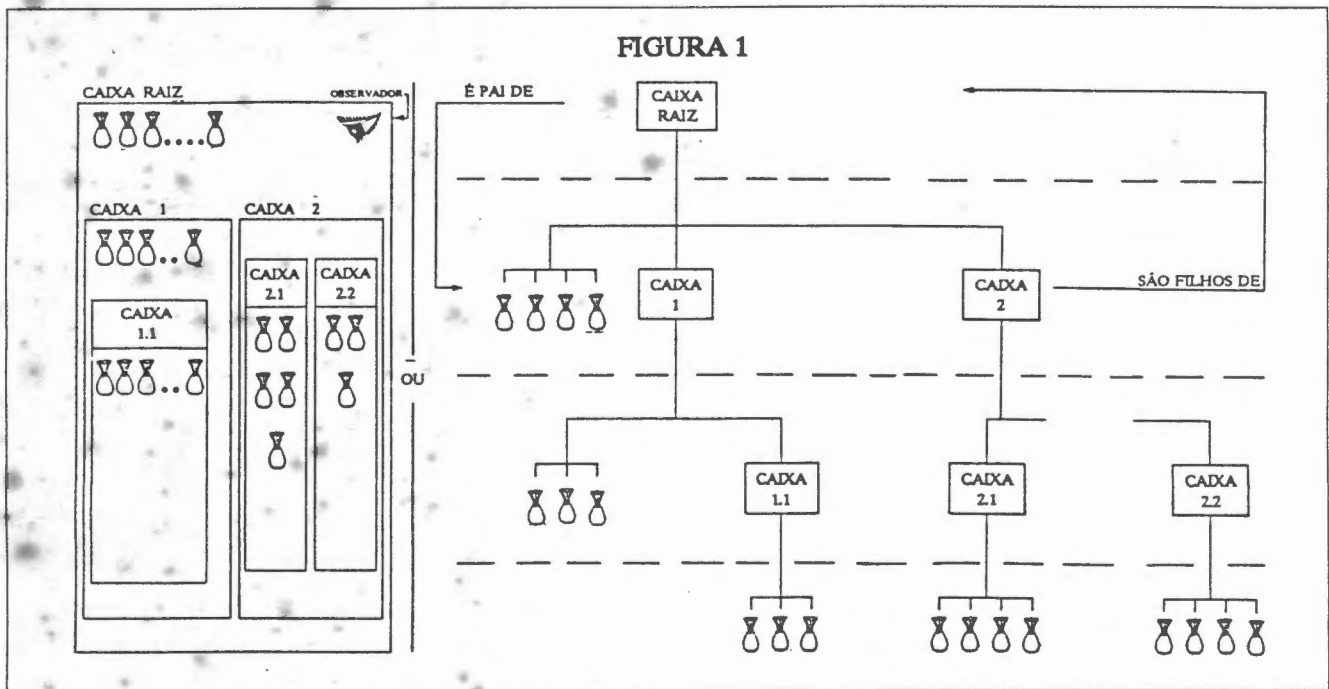 FIGURA 1
CAIXA RAIZ
OBSERVADOR
CAIXA 1
CAIXA 2
CAIXA
1.1
CAIXA
2.1
CAIXA
2.2
OU
É PAI DE
CAIXA
RAIZ
CAIXA
1
CAIXA
2
SÃO FILHOS DE
CAIXA
1.1
CAIXA
2.1
CAIXA
2.2